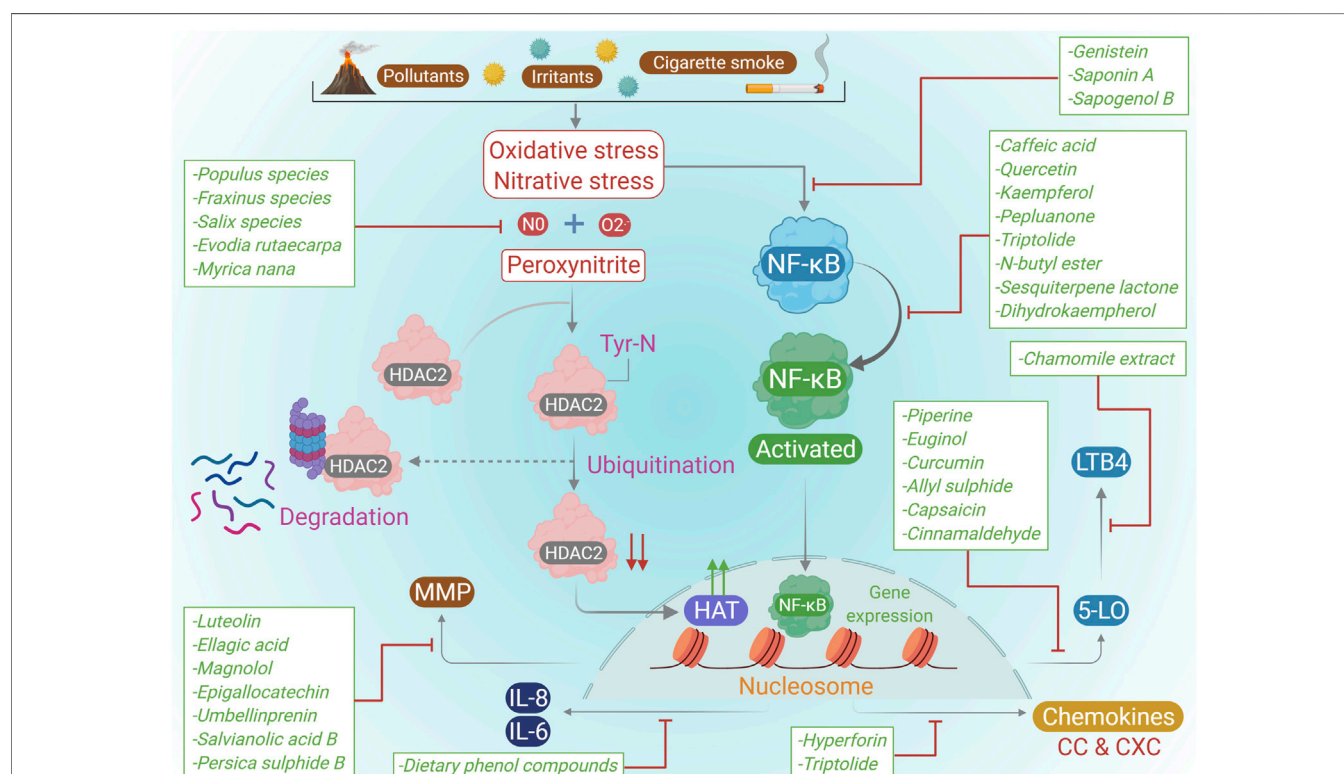 Pollutants
Irritants
Cigarette smoke
-Genistein
-Saponin A
-Sapogenol B
Oxidative stress
Nitrative stress
-Populus species
-Fraxinus species
-Salix species
-Evodia rutaecarpa
-Myrica nana
N0 + O2·-
Peroxynitrite
NF-κB
-Caffeic acid
-Quercetin
-Kaempferol
-Pepluanone
-Triptolide
-N-butyl ester
-Sesquiterpene lactone
-Dihydrokaempherol
HDAC2
Tyr-N
HDAC2
NF-κB
Activated
-Chamomile extract
HDAC2
Ubiquitination
Degradation
-Piperine
-Euginol
-Curcumin
-Allyl sulphide
-Capsaicin
-Cinnamaldehyde
LTB4
HDAC2
MMP
HAT
NF-κB
Gene
expression
5-LO
Nucleosome
-Luteolin
-Ellagic acid
-Magnolol
-Epigallocatechin
-Umbellinprenin
-Salvianolic acid B
-Persica sulphide B
IL-8
IL-6
-Dietary phenol compounds
-Hyperforin
-Triptolide
Chemokines
CC & CXC